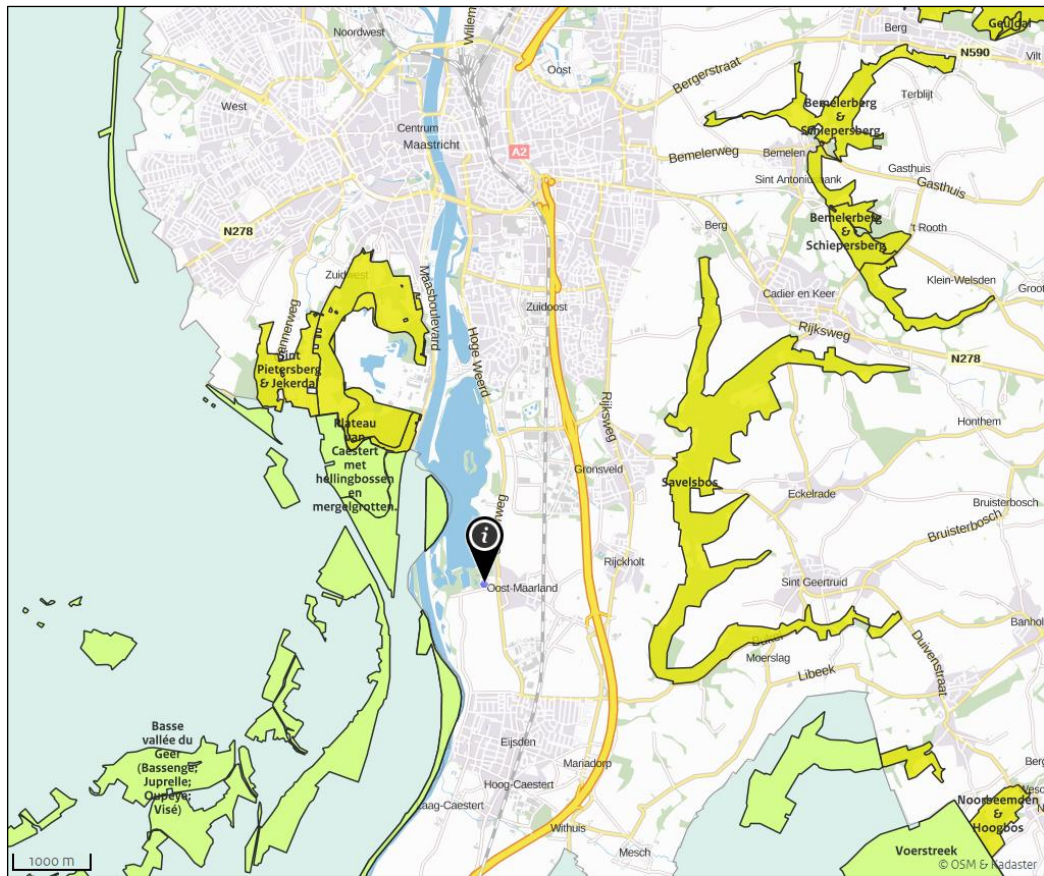 Noordwest
Willem
Berg
Geuldal
N590
Vilt
Oost
Bergerstraat
Terblijt
West
Bemelerberg
&
Schiepersberg
Centrum
Maastricht
A2
Bemelerweg
Bemelen
Gasthuis
Gasthuis
Bemelerberg
&
Schiepersberg
't Rooth
N278
Berg
Klein-Welsden
Zuidwest
Maasboulevard
Cadier en Keer
Groot
Zuidoost
Rijksweg
N278
Hoge Weerd
Sint
Pietersberg
& Jekerdal
Rijksweg
Honthem
Plateau
van
Caestert
met
hellingbossen
en
mergelgrotten.
Gronsveld
Savelsbos
Eckelrade
Bruisterbosch
Bruisterbosch
i
Rijckholt
Oost-Maarland
Sint Geertruid
Banhol
Moerslag
Libeek
Duivenstraat
Basse
vallée du
Geer
(Bassenge;
Juprelle;
Oupeye;
Visé)
Eijsden
Mariadorp
Hoog-Caestert
Withuis
Mesch
Noorbeemden
&
Hoogbos
Voerstreek
1000 m
© OSM & Kadaster